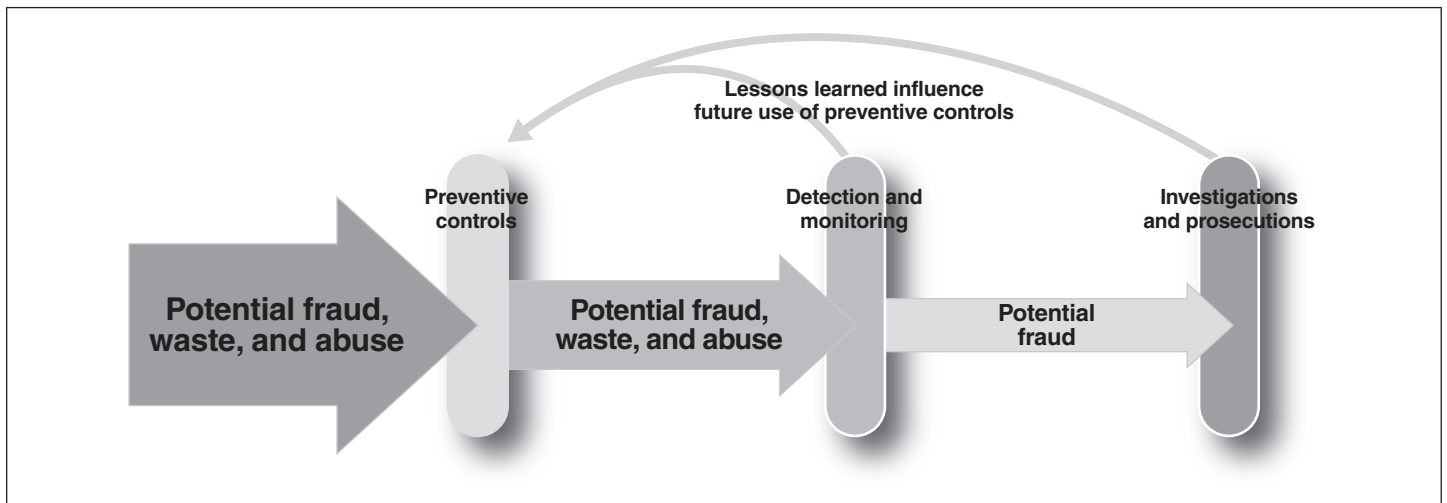 Lessons learned influence
future use of preventive controls
Preventive
controls
Detection and
monitoring
Investigations
and prosecutions
Potential fraud,
waste, and abuse
Potential fraud,
waste, and abuse
Potential
fraud